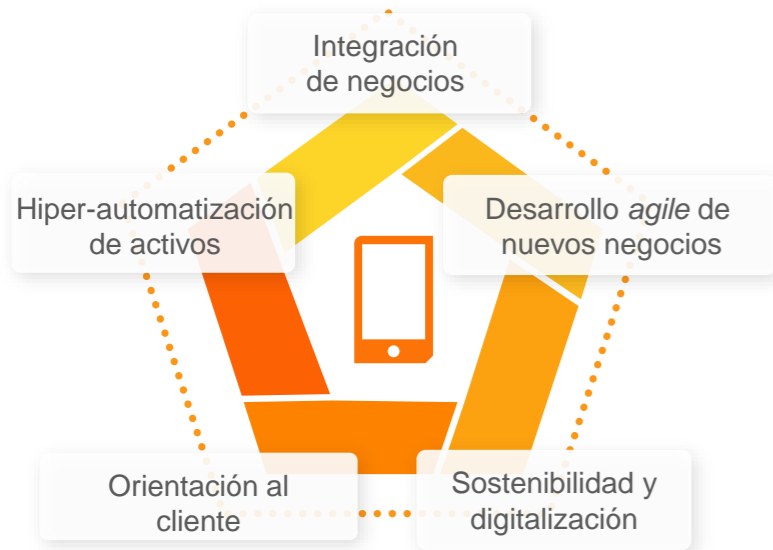 Integración
de negocios
Hiper-automatización
de activos
Desarrollo agile de
nuevos negocios
Orientación al
cliente
Sostenibilidad y
digitalización